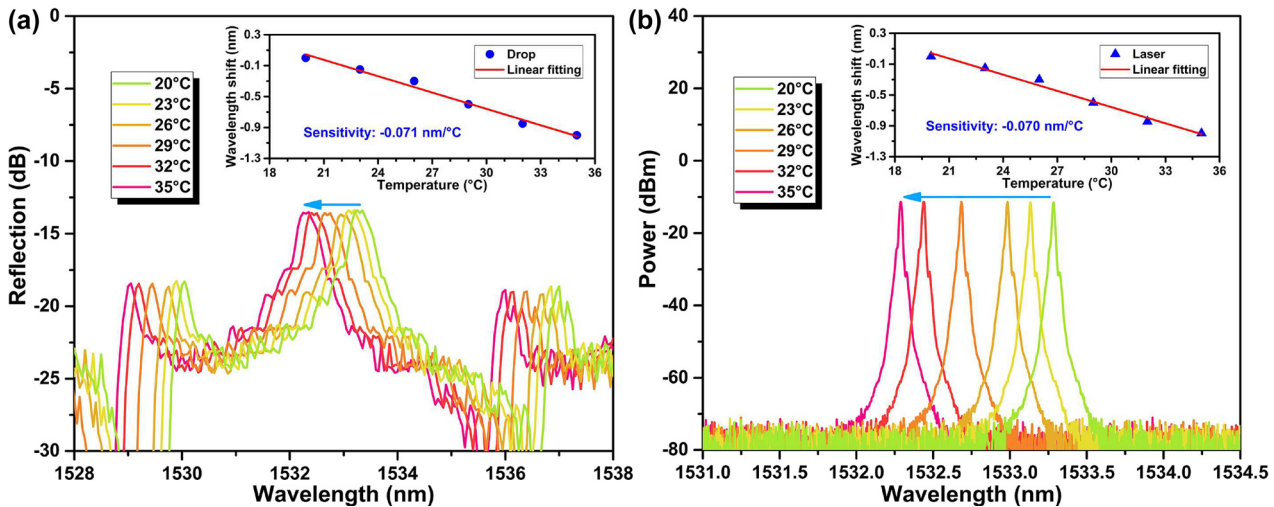 (a)
Reflection (dB)
0
-5
-10
-15
-20
-25
-30
1528
1530
1532
1534
1536
1538
Wavelength (nm)
20°C
23°C
26°C
29°C
32°C
35°C
Wavelength shift (nm)
0.3
-0.1
-0.5
-0.9
-1.3
18
21
24
27
30
33
36
Temperature (°C)
Drop
Linear fitting
Sensitivity: -0.071 nm/°C
(b)
Power (dBm)
40
20
0
-20
-40
-60
-80
1531.0
1531.5
1532.0
1532.5
1533.0
1533.5
1534.0
1534.5
Wavelength (nm)
20°C
23°C
26°C
29°C
32°C
35°C
Wavelength shift (nm)
0.3
-0.1
-0.5
-0.9
-1.3
18
21
24
27
30
33
36
Temperature (°C)
Laser
Linear fitting
Sensitivity: -0.070 nm/°C